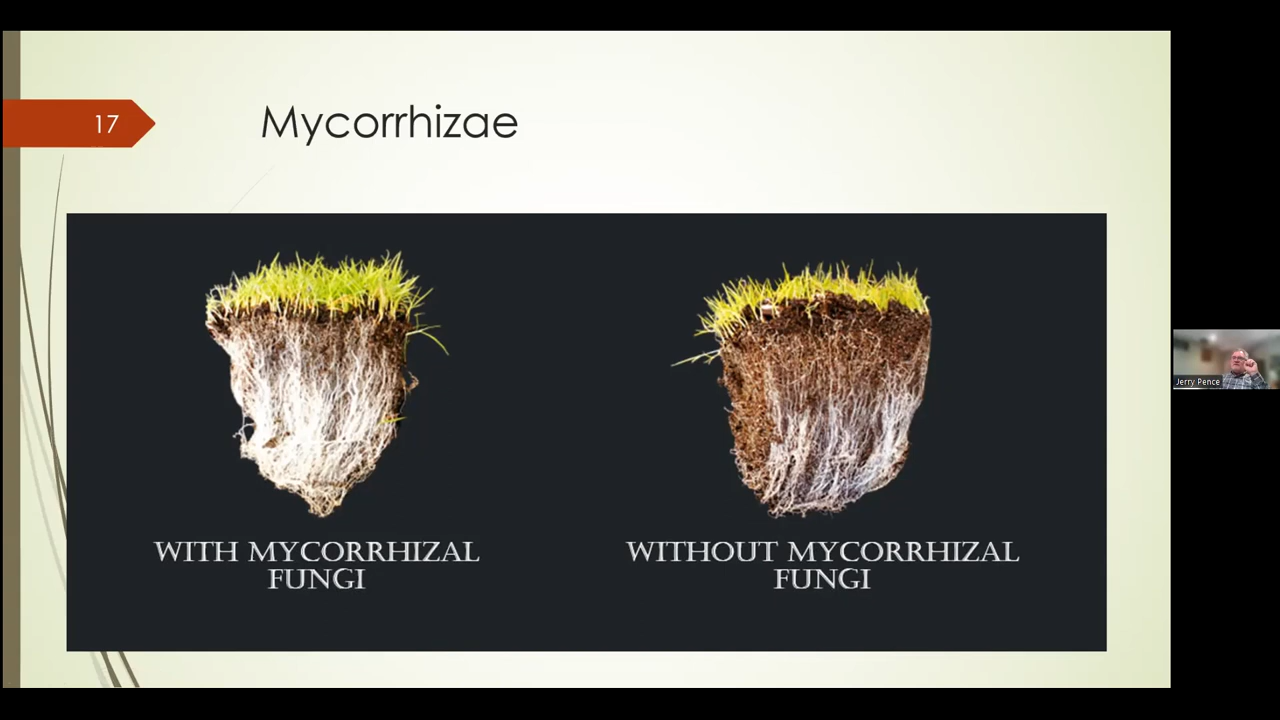 17
Mycorrhizae
WITH MYCORRHIZAL
FUNGI
WITHOUT MYCORRHIZAL
FUNGI
Jerry Pence